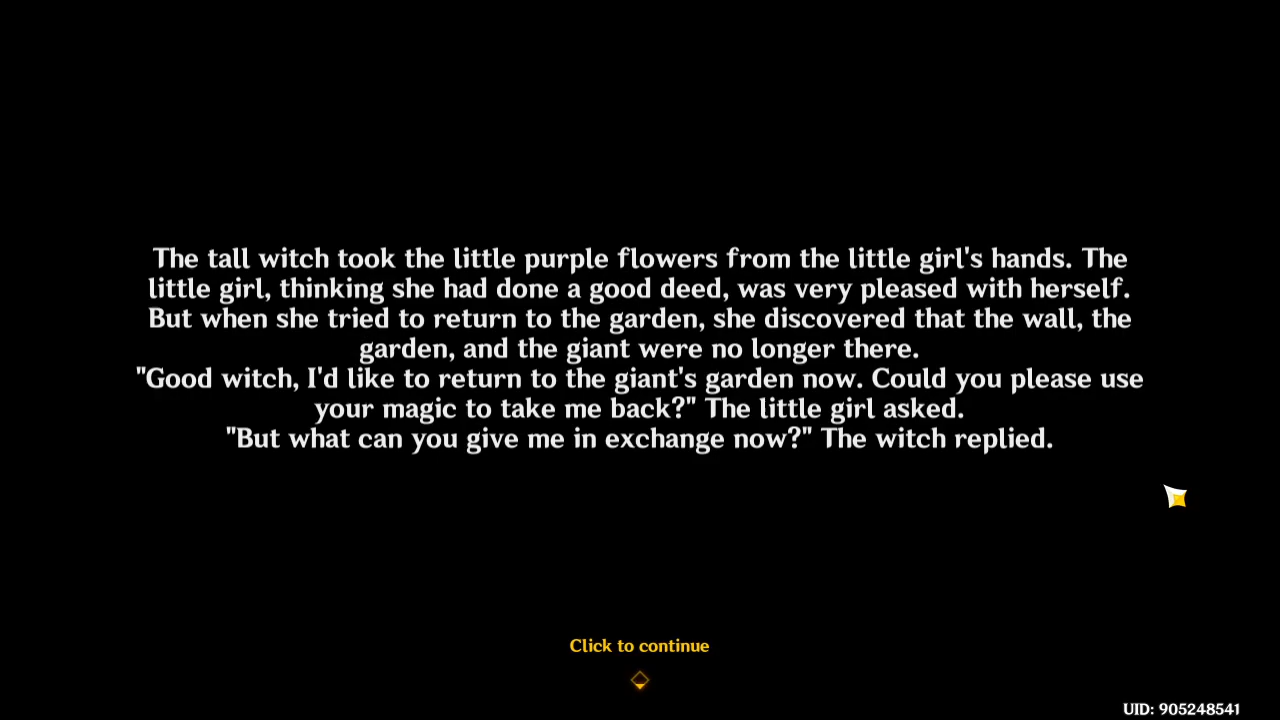 The tall witch took the little purple flowers from the little girl's hands. The
little girl, thinking she had done a good deed, was very pleased with herself.
But when she tried to return to the garden, she discovered that the wall, the
garden, and the giant were no longer there.
"Good witch, I'd like to return to the giant's garden now. Could you please use
your magic to take me back?" The little girl asked.
"But what can you give me in exchange now?" The witch replied.
Click to continue
UID: 905248541